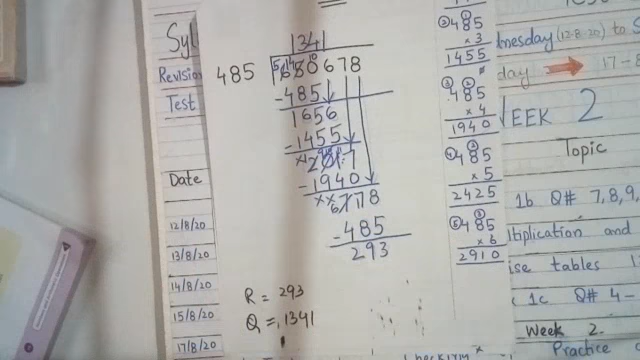 Syl
Revision
Test
Date
12/8/20
13/8/20
14/8/20
15/8/20
17/8/20
1341
485
0678
-485
1656
-1455
-1940
778
-485
293
R = 293
Q = 1341
485
×3
1455
485
×4
1940
485
×5
2425
485
×6
2910
nesday (12-8-20) to S
day → 17-8
EEK 2
Topic
1b Q# 7,8,9,
ltiplication and
ise tables
1c Q# 4-
Week 2.
Practice